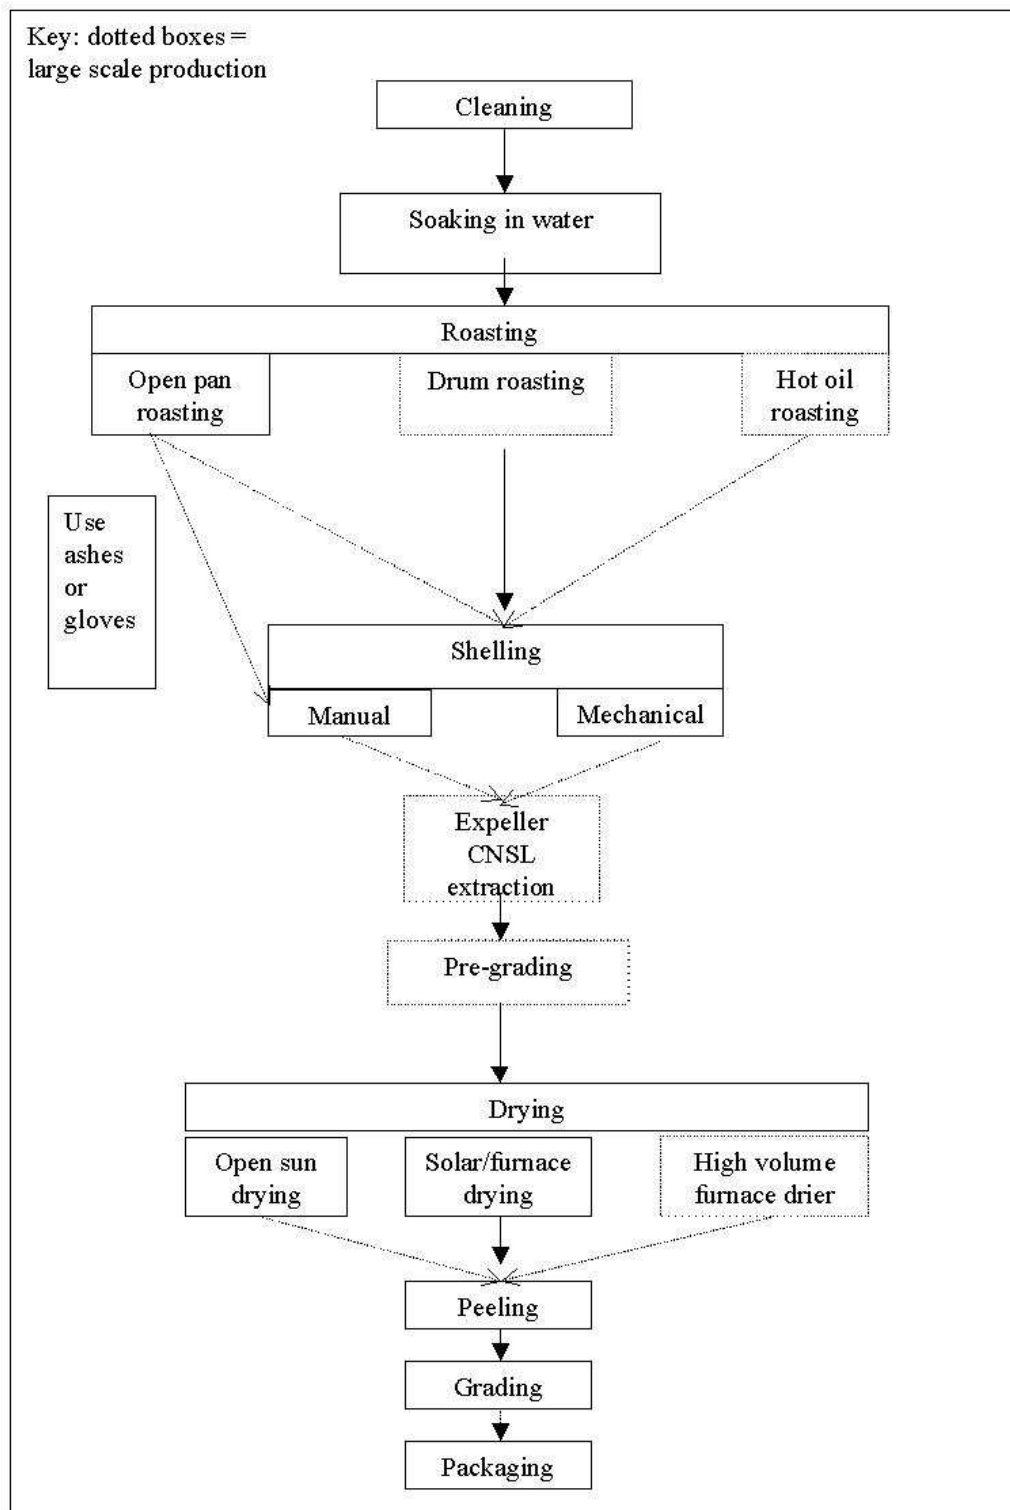 Key: dotted boxes =
large scale production
Cleaning
Soaking in water
Roasting
Open pan
roasting
Drum roasting
Hot oil
roasting
Use
ashes
or
gloves
Shelling
Manual
Mechanical
Expeller
CNSL
extraction
Pre-grading
Drying
Open sun
drying
Solar/furnace
drying
High volume
furnace drier
Peeling
Grading
Packaging